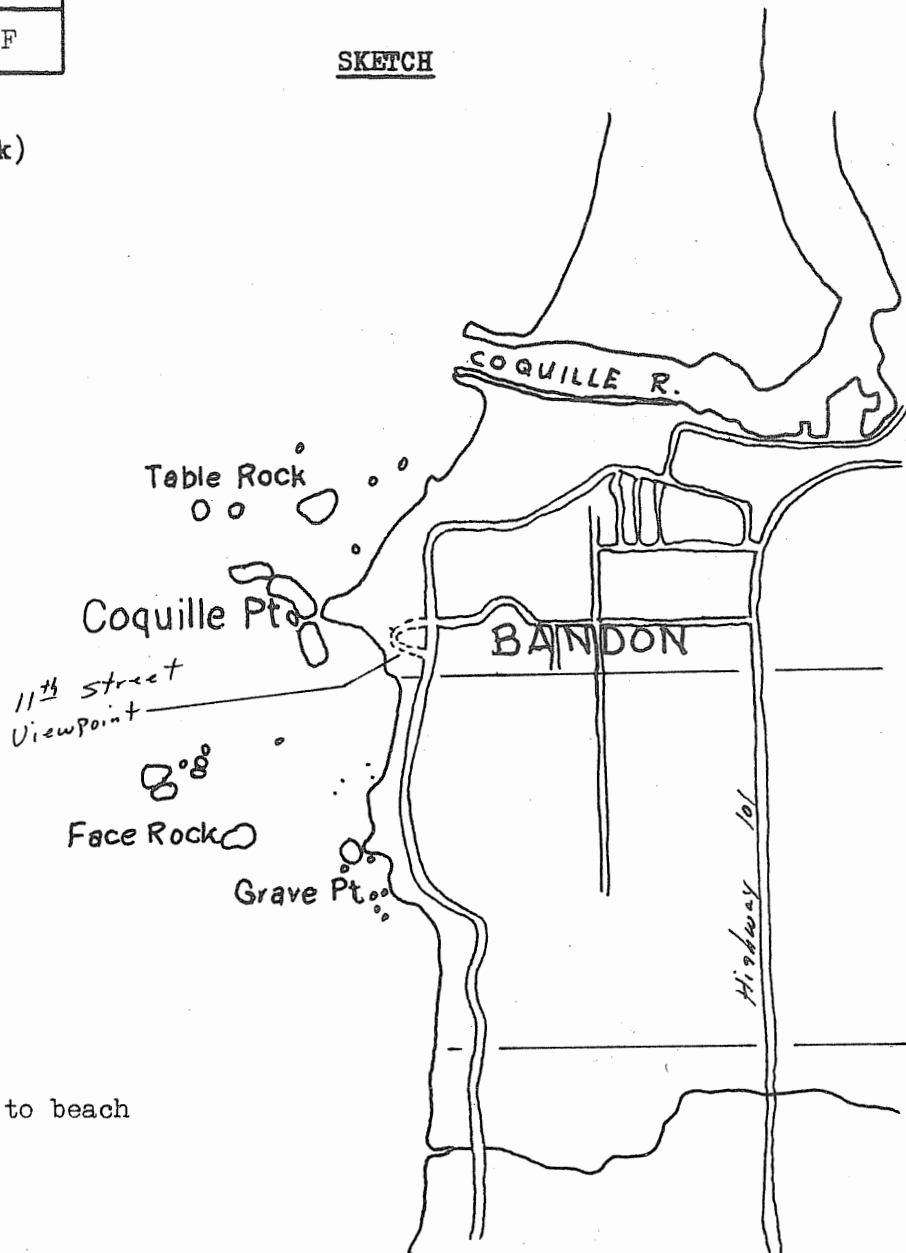 F
SKETCH
k)
COQUILLE R.
Table Rock
Coquille Pt.
BANDON
11th Street
Viewpoint
Highway 101
Face Rock
Grave Pt.
to beach